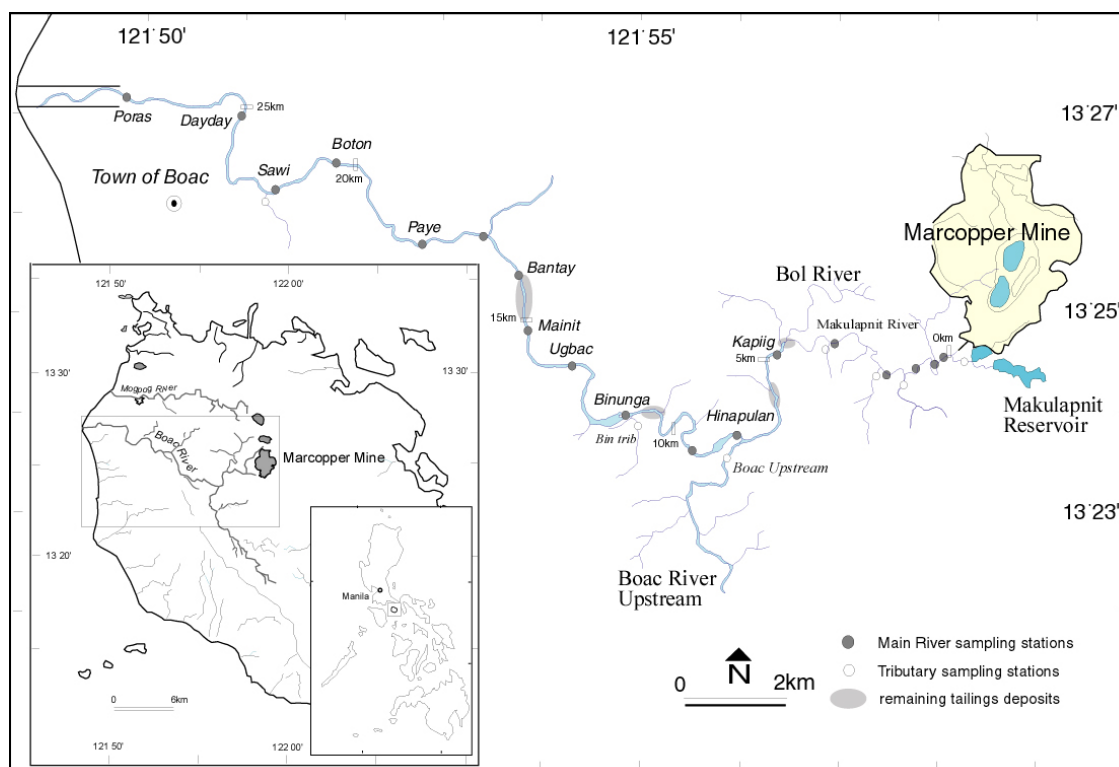 121˚50'
121˚55'
13˚27'
25km
Poras
Dayday
Boton
20km
Sawi
Town of Boac
Paye
Marcopper Mine
Bantay
Bol River
15km
Mainit
Makulapnit River
0km
13˚25'
Kapiig
5km
Ugbac
Makulapnit
Reservoir
Binunga
Hinapulan
Bin trib
10km
Boac Upstream
13˚23'
Boac River
Upstream
Main River sampling stations
Tributary sampling stations
remaining tailings deposits
N
0 2km
121 50'
122 00'
13 30'
13 30'
Mogpog River
Boac
River
Marcopper Mine
13 20'
Manila
0 6km
121 50'
122 00'